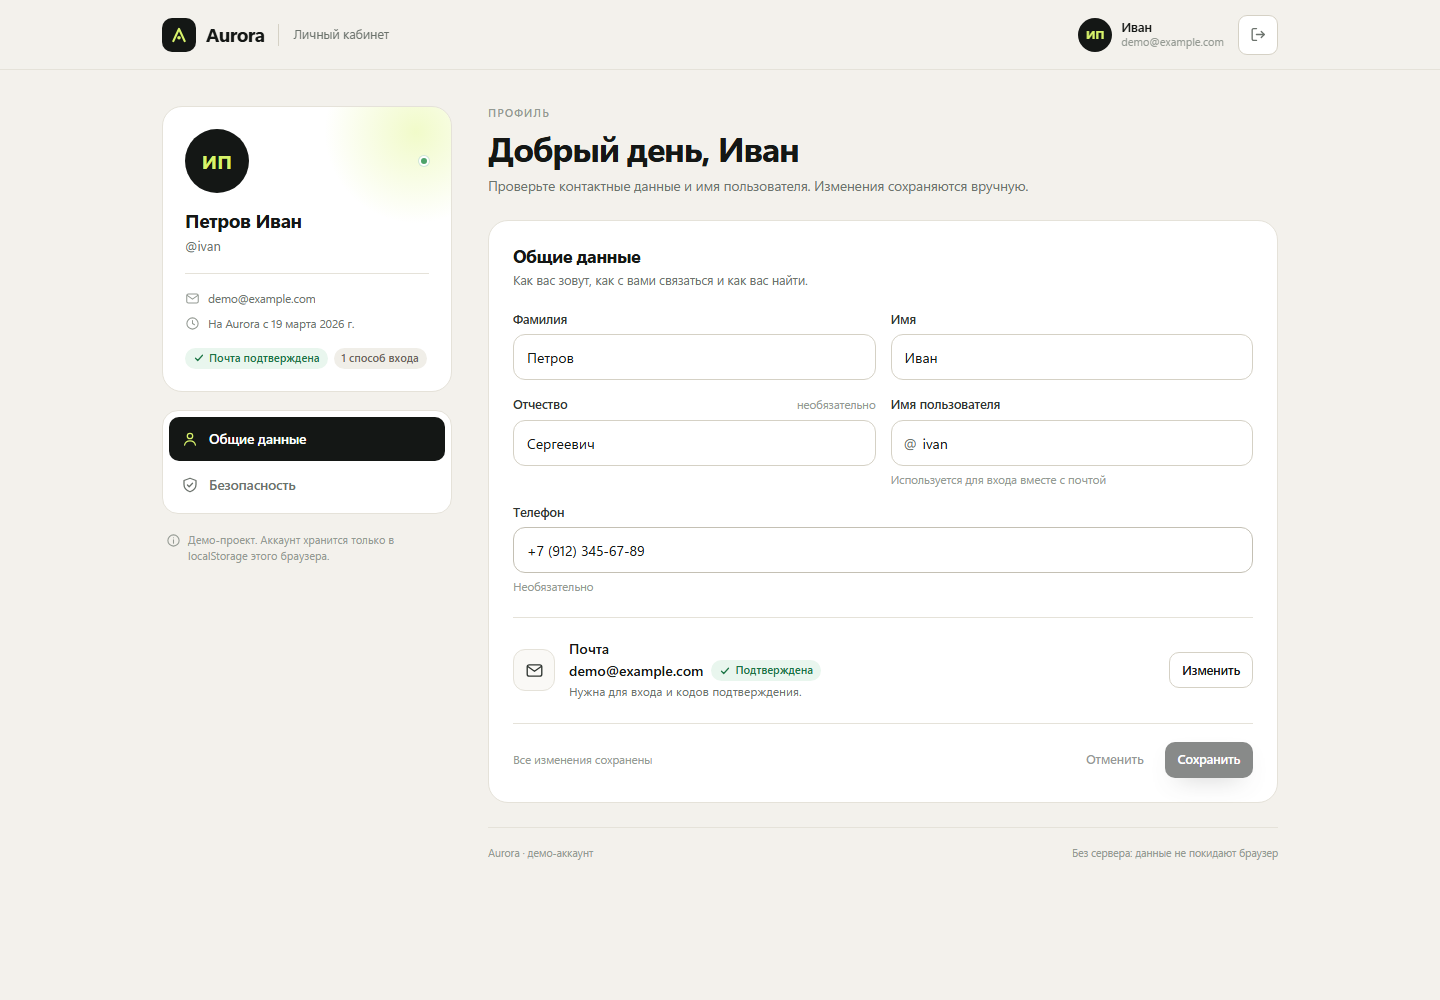 Aurora
Личный кабинет
ИП
Иван
demo@example.com
ИП
Петров Иван
@ivan
demo@example.com
На Aurora с 19 марта 2026 г.
Почта подтверждена
1 способ входа
Общие данные
Безопасность
Демо-проект. Аккаунт хранится только в
localStorage этого браузера.
ПРОФИЛЬ
Добрый день, Иван
Проверьте контактные данные и имя пользователя. Изменения сохраняются вручную.
Общие данные
Как вас зовут, как с вами связаться и как вас найти.
Фамилия
Петров
Имя
Иван
Отчество
необязательно
Сергеевич
Имя пользователя
@ ivan
Используется для входа вместе с почтой
Телефон
+7 (912) 345-67-89
Необязательно
Почта
demo@example.com
Подтверждена
Нужна для входа и кодов подтверждения.
Изменить
Все изменения сохранены
Отменить
Сохранить
Aurora · демо-аккаунт
Без сервера: данные не покидают браузер